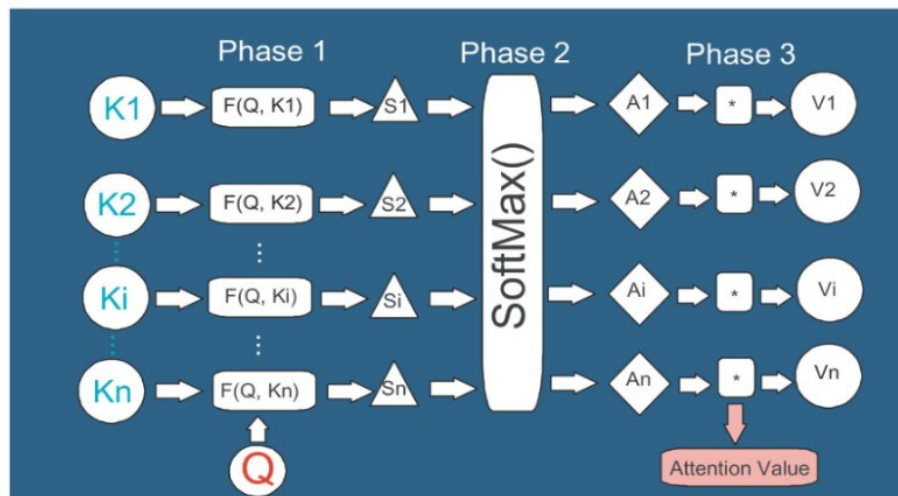 Phase 1 Phase 2 Phase 3
K1 F(Q, K1) S1 A1 * V1
K2 F(Q, K2) S2 A2 * V2
Ki F(Q, Ki) Si Ai * Vi
Kn F(Q, Kn) Sn An * Vn
SoftMax()
Q
Attention Value